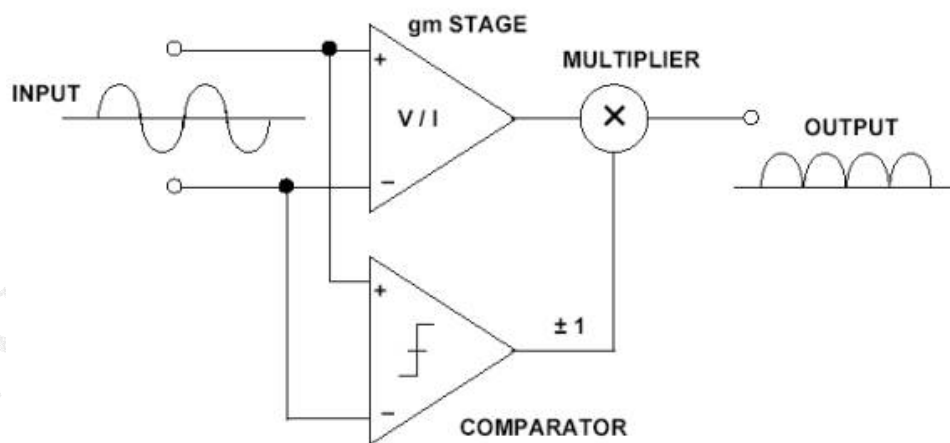 gm STAGE
MULTIPLIER
INPUT
+
V / I
×
OUTPUT
−
+
± 1
−
COMPARATOR